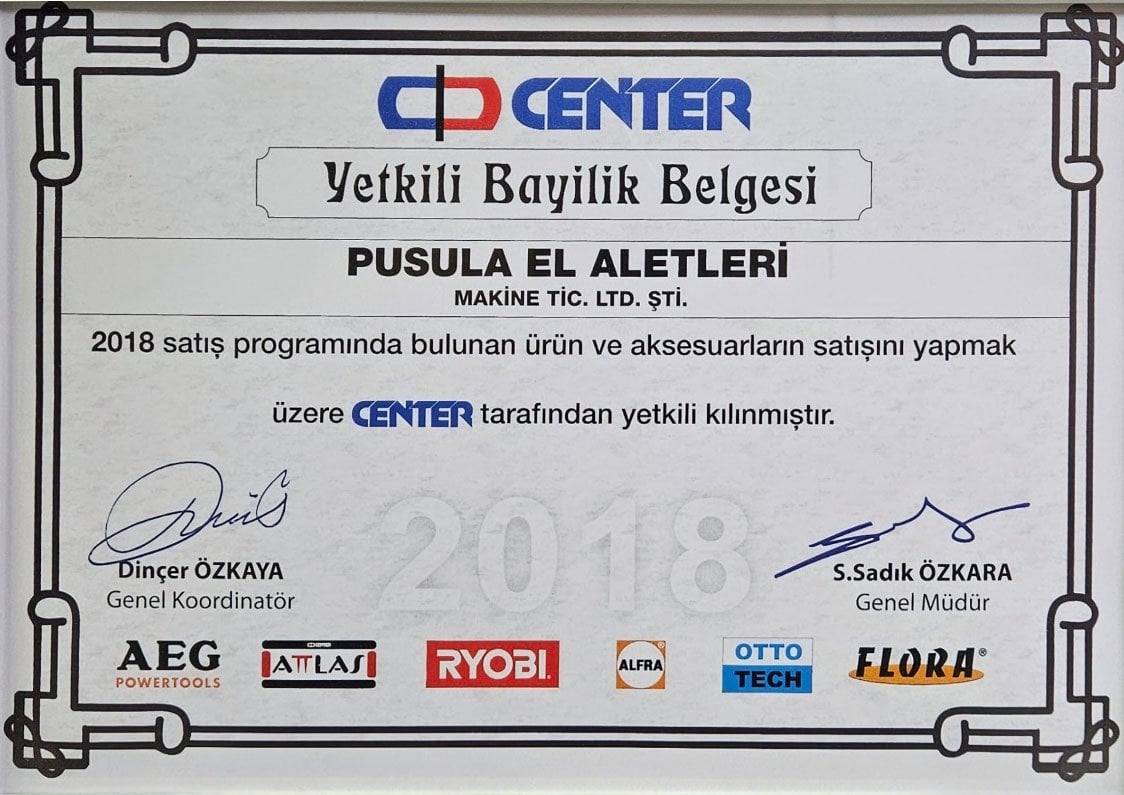 CENTER
Yetkili Bayilik Belgesi
PUSULA EL ALETLERİ
MAKİNE TİC. LTD. ŞTİ.
2018 satış programında bulunan ürün ve aksesuarların satışını yapmak
üzere CENTER tarafından yetkili kılınmıştır.
2018
Dinçer ÖZKAYA
Genel Koordinatör
S.Sadık ÖZKARA
Genel Müdür
AEG
POWERTOOLS
CENTER
ATTLAS
RYOBI.
ALFRA®
OTTO
TECH
FLORA®